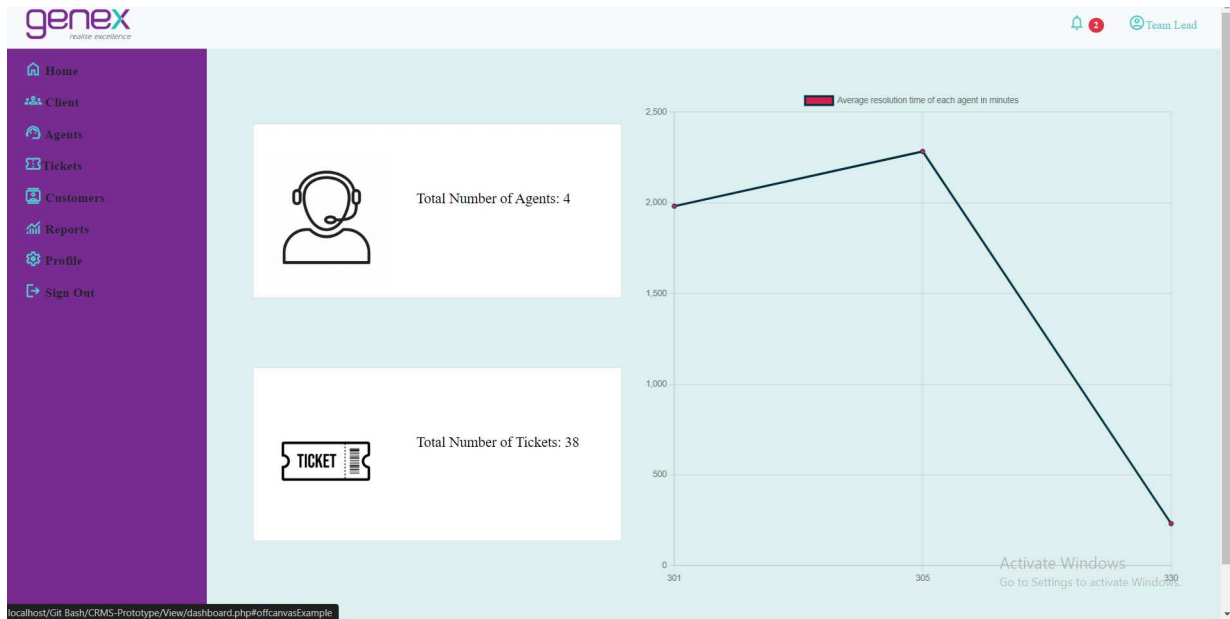 genex
realise excellence
2
Team Lead
Home
Client
Agents
Tickets
Customers
Reports
Profile
Sign Out
Total Number of Agents: 4
TICKET
Total Number of Tickets: 38
Average resolution time of each agent in minutes
2,500
2,000
1,500
1,000
500
0
301
305
330
Activate Windows
Go to Settings to activate Windows.
localhost/Git Bash/CRMS-Prototype/View/dashboard.php#offcanvasExample